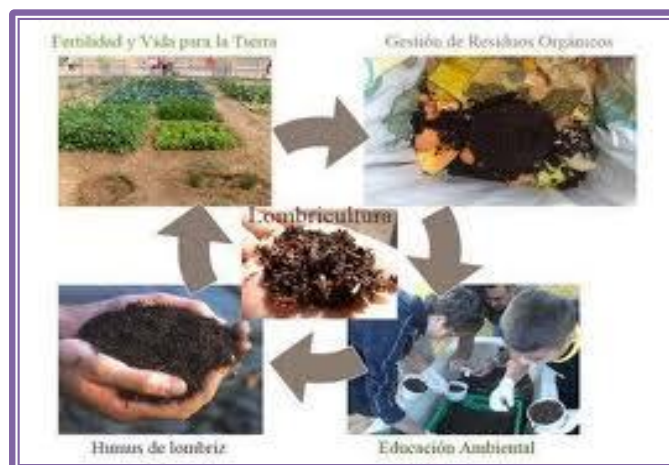 Fertilidad y Vida para la Tierra
Gestión de Residuos Orgánicos
Lombricultura
Humus de lombriz
Educación Ambiental